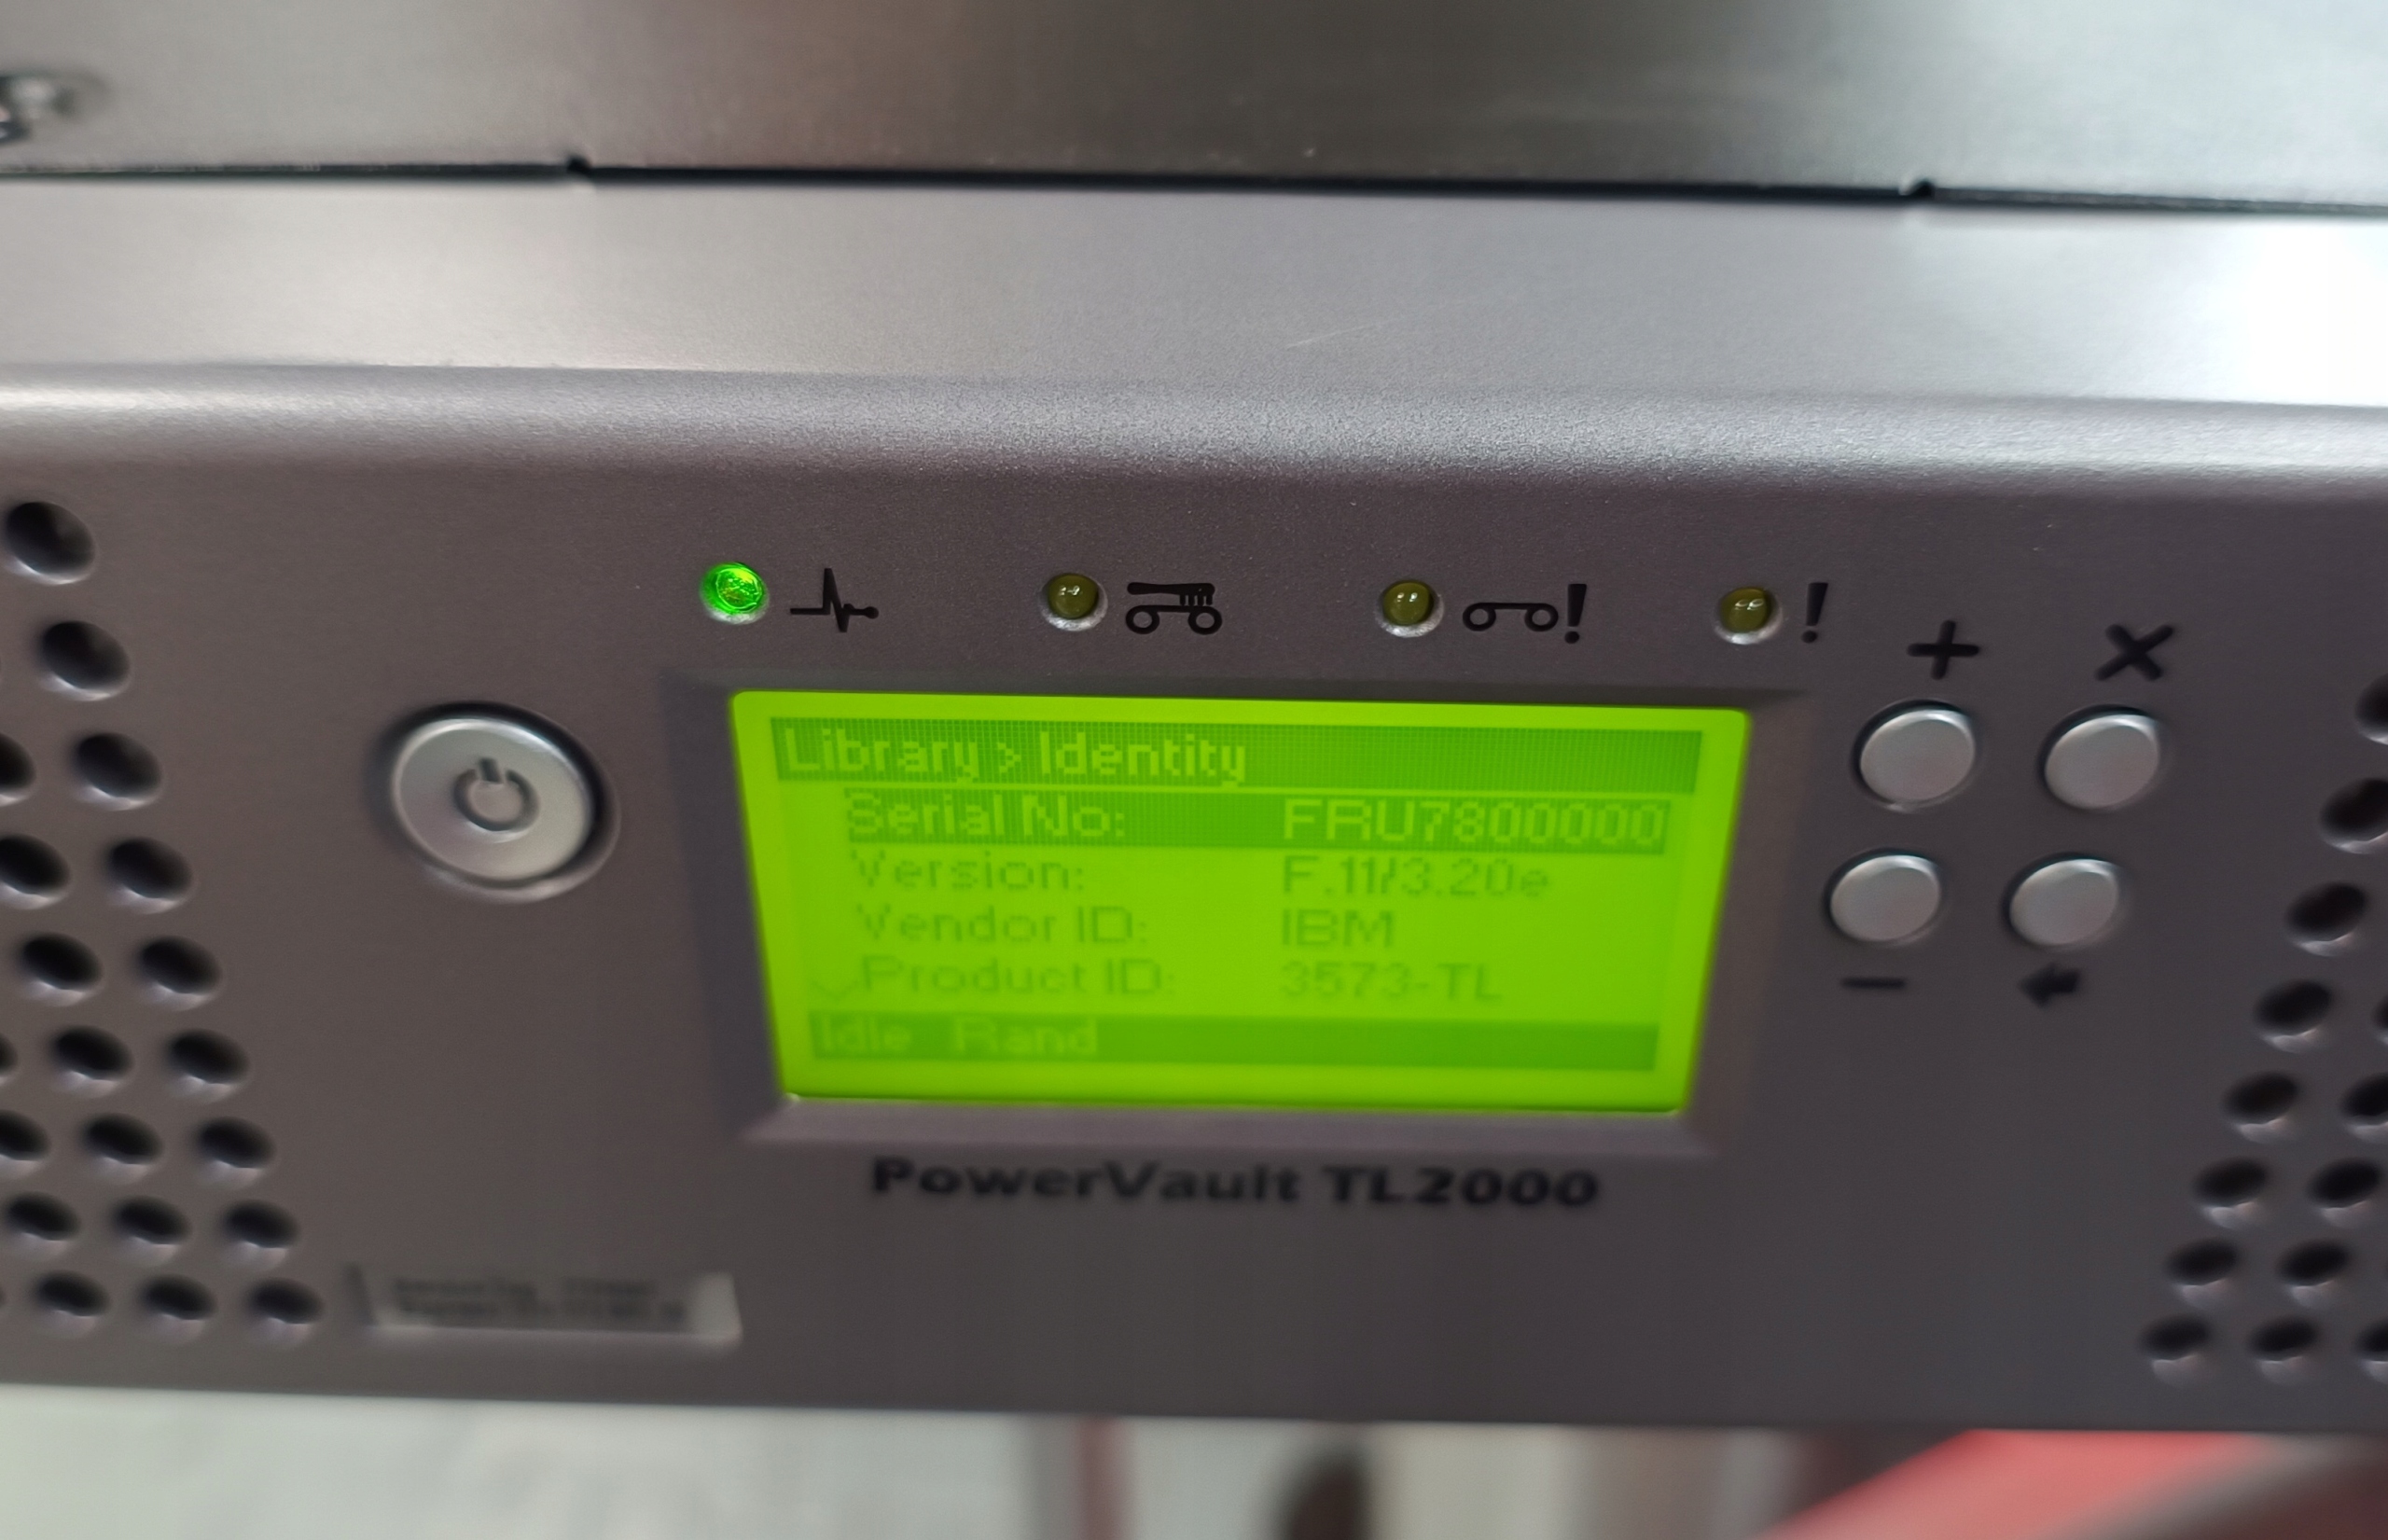 ! !
+ ×
Library > Identity
Serial No: FRU7800000
Version: F.11/3.20e
Vendor ID: IBM
Product ID: 3573-TL
Idle Rand
−
PowerVault TL2000